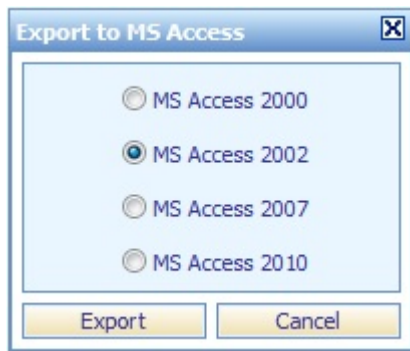 Export to MS Access
MS Access 2000
MS Access 2002
MS Access 2007
MS Access 2010
Export Cancel